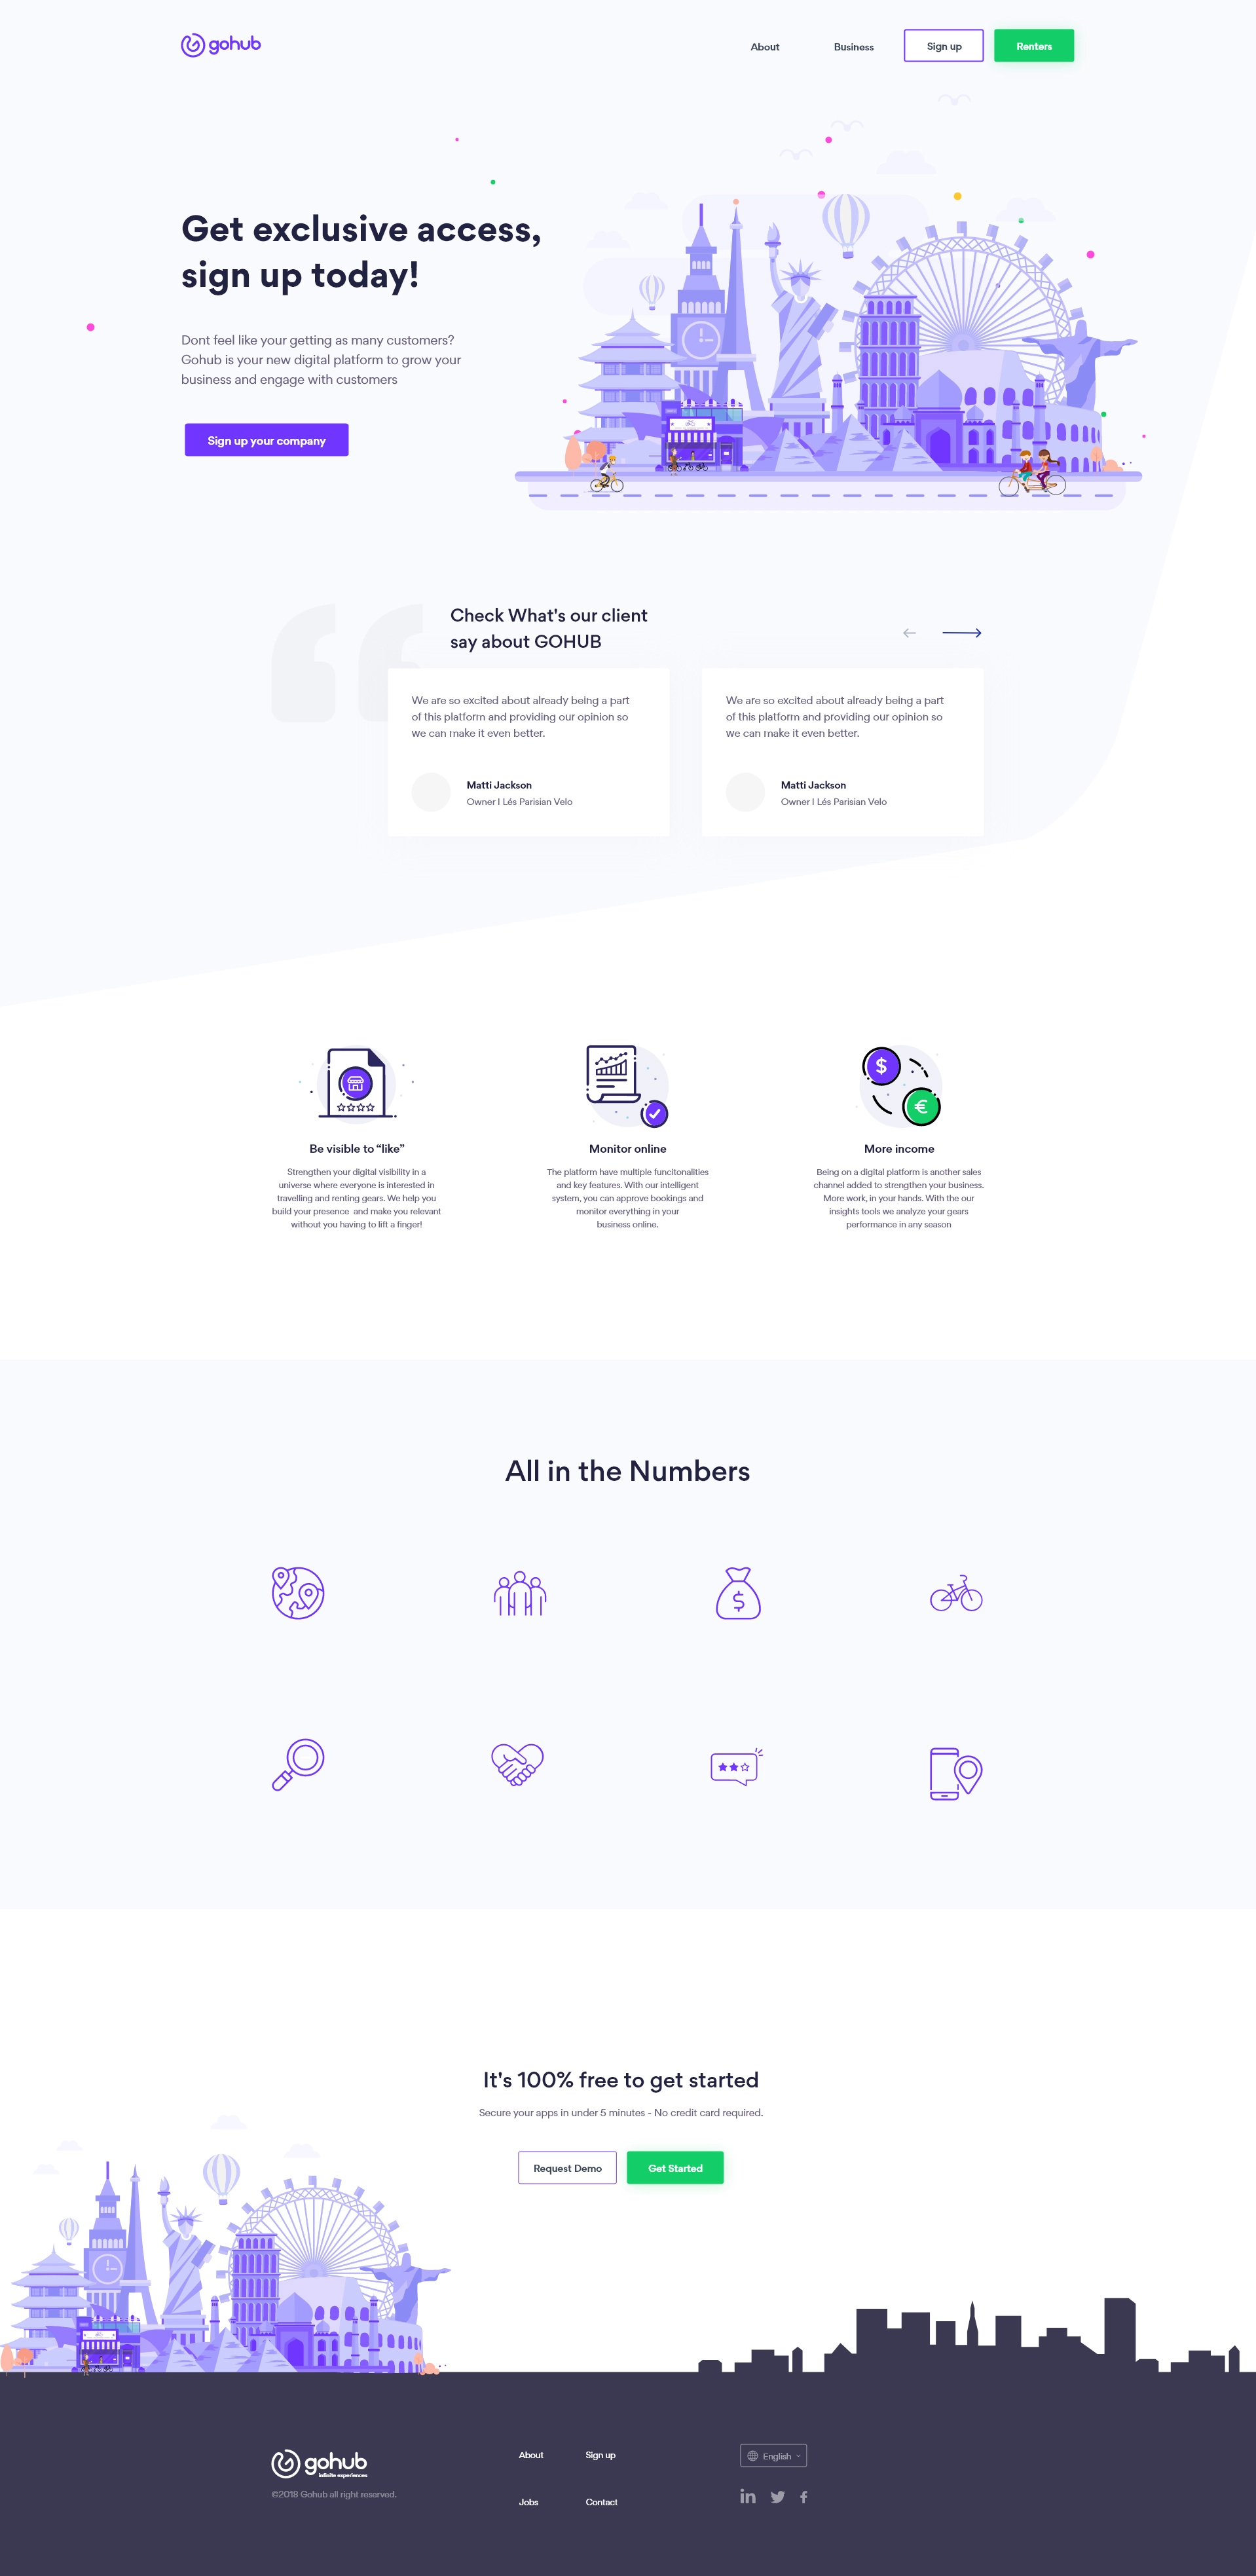 gohub
About
Business
Sign up
Renters
Get exclusive access,
sign up today!
Dont feel like your getting as many customers?
Gohub is your new digital platform to grow your
business and engage with customers
Sign up your company
Check What's our client
say about GOHUB
We are so excited about already being a part
of this platform and providing our opinion so
we can make it even better.
Matti Jackson
Owner I Lés Parisian Velo
We are so excited about already being a part
of this platform and providing our opinion so
we can make it even better.
Matti Jackson
Owner I Lés Parisian Velo
$
€
Be visible to “like”
Strengthen your digital visibility in a
universe where everyone is interested in
travelling and renting gears. We help you
build your presence  and make you relevant
without you having to lift a finger!
Monitor online
The platform have multiple funcitonalities
and key features. With our intelligent
system, you can approve bookings and
monitor everything in your
business online.
More income
Being on a digital platform is another sales
channel added to strengthen your business.
More work, in your hands. With the our
insights tools we analyze your gears
performance in any season
All in the Numbers
$
It's 100% free to get started
Secure your apps in under 5 minutes - No credit card required.
Request Demo
Get Started
gohub
infinite experiences
©2018 Gohub all right reserved.
About
Sign up
Jobs
Contact
English
in
f